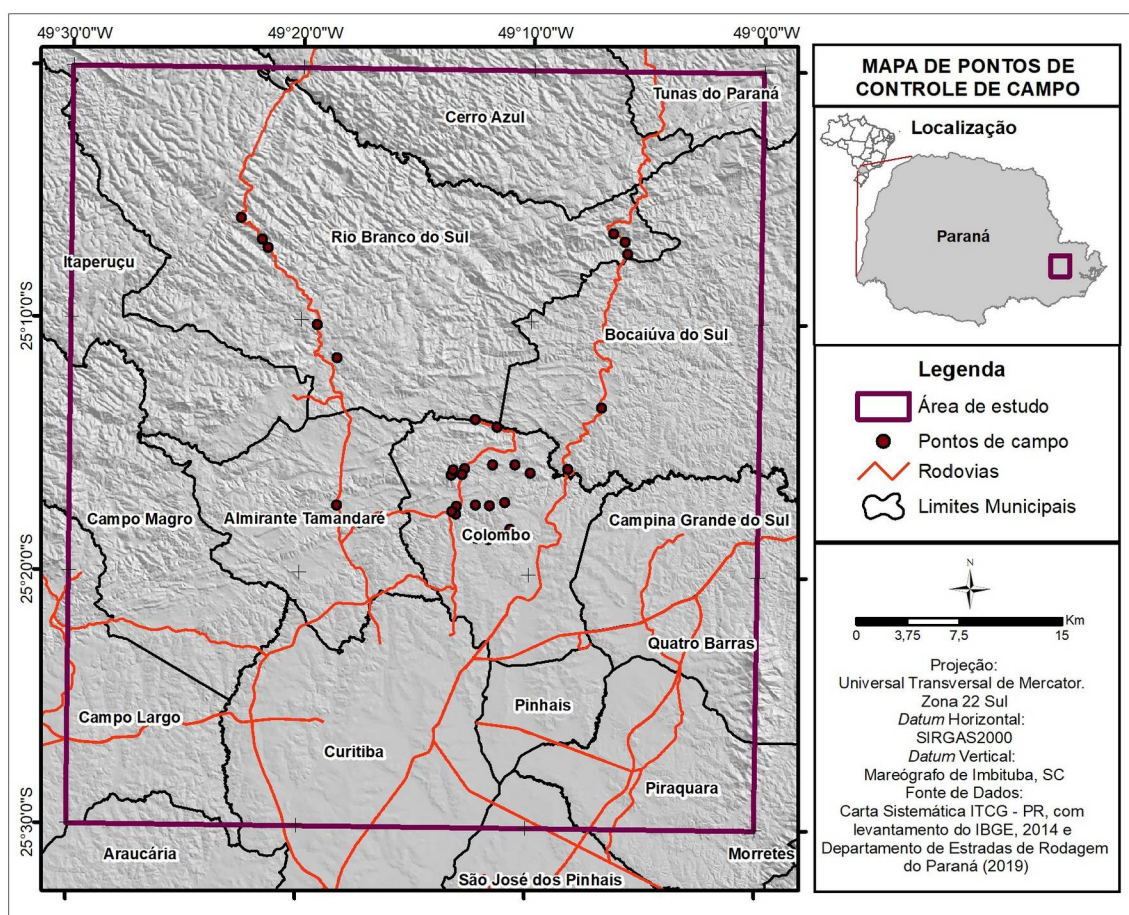 49°30'0"W
49°20'0"W
49°10'0"W
49°0'0"W
25°10'0"S
25°20'0"S
25°30'0"S
Tunas do Paraná
Cerro Azul
Rio Branco do Sul
Itaperuçu
Bocaiúva do Sul
Campo Magro
Almirante Tamandaré
Campina Grande do Sul
Colombo
Quatro Barras
Pinhais
Campo Largo
Curitiba
Piraquara
Araucária
Morretes
São José dos Pinhais
MAPA DE PONTOS DE
CONTROLE DE CAMPO
Localização
Paraná
Legenda
Área de estudo
Pontos de campo
Rodovias
Limites Municipais
N
Km
0 3,75 7,5 15
Projeção:
Universal Transversal de Mercator.
Zona 22 Sul
Datum Horizontal:
SIRGAS2000
Datum Vertical:
Mareógrafo de Imbituba, SC
Fonte de Dados:
Carta Sistemática ITCG - PR, com
levantamento do IBGE, 2014 e
Departamento de Estradas de Rodagem
do Paraná (2019)